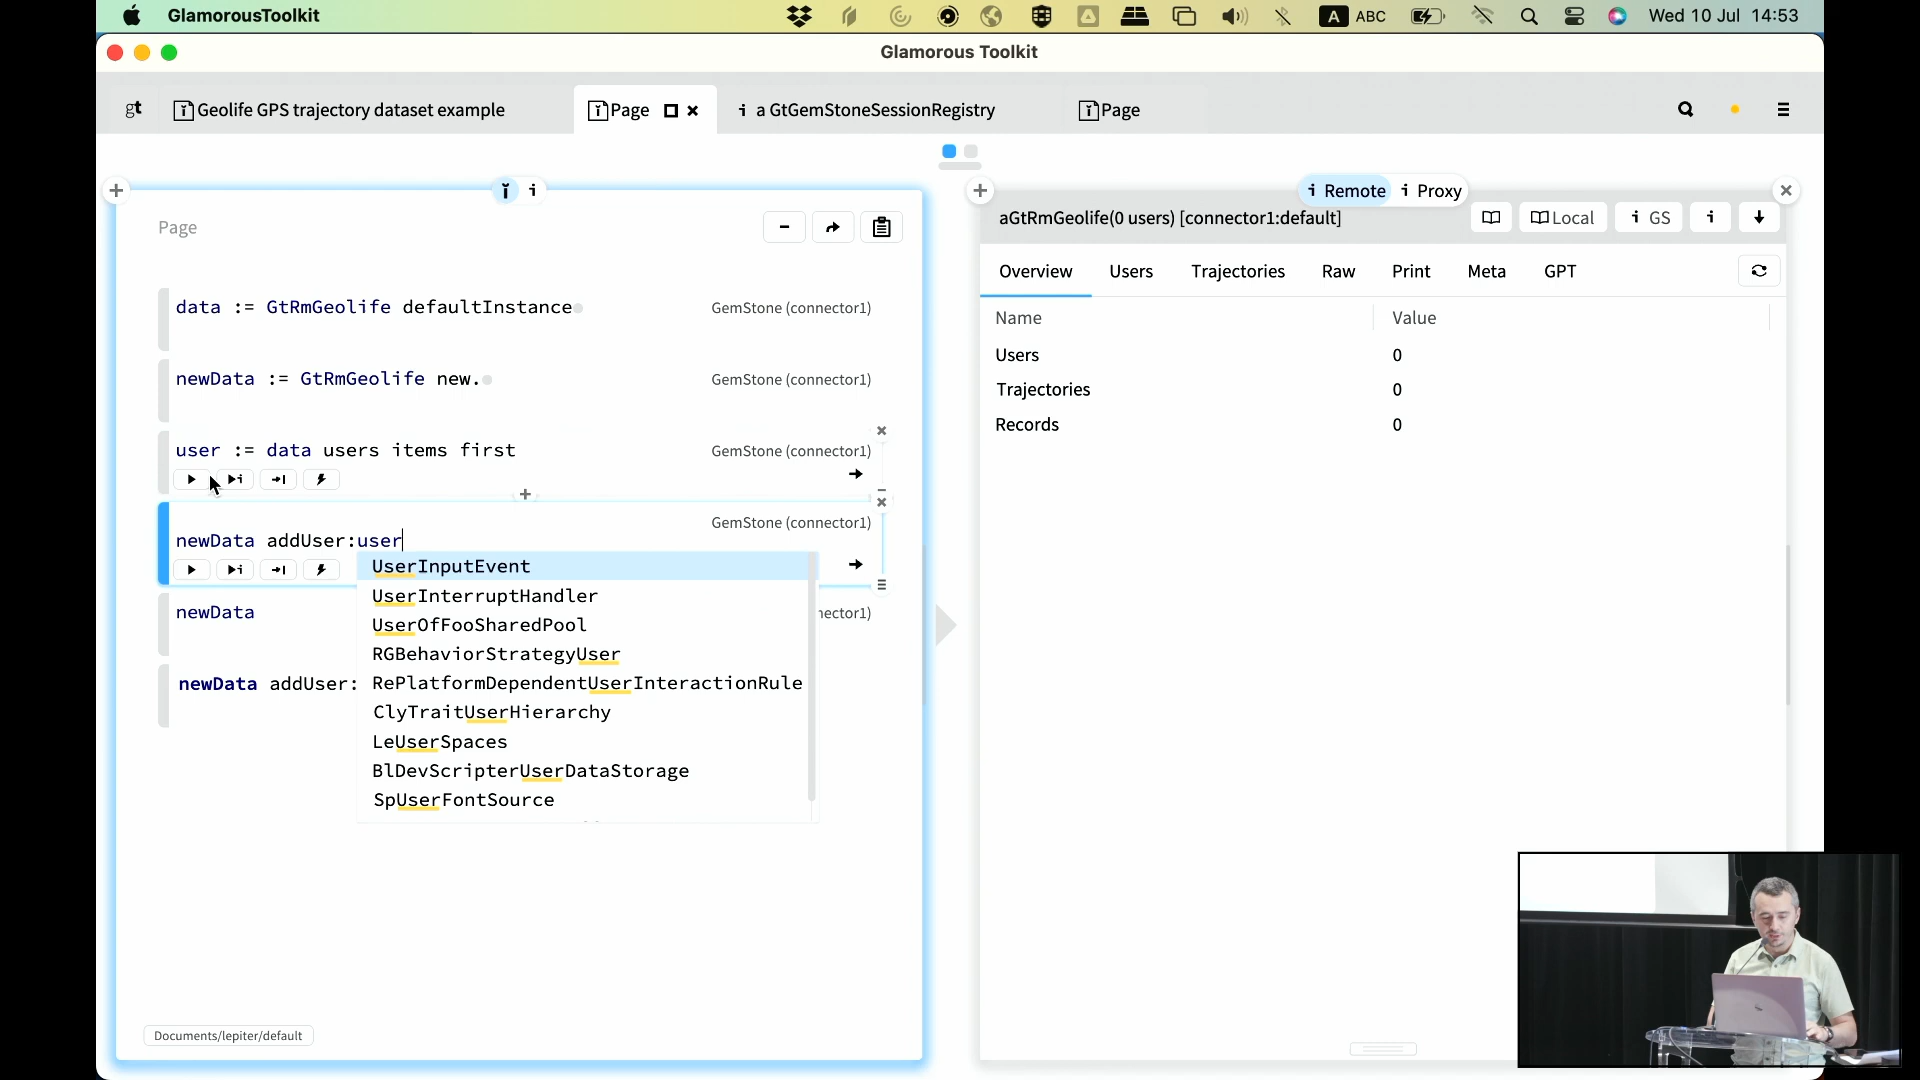 GlamorousToolkit
A ABC
Wed 10 Jul 14:53
Glamorous Toolkit
gt
Geolife GPS trajectory dataset example
Page
i a GtGemStoneSessionRegistry
Page
i
i Remote
i Proxy
Page
aGtRmGeolife(0 users) [connector1:default]
Local
i GS
i
data := GtRmGeolife defaultInstance
GemStone (connector1)
Overview
Users
Trajectories
Raw
Print
Meta
GPT
Name
Value
Users
0
Trajectories
0
Records
0
newData := GtRmGeolife new.
GemStone (connector1)
user := data users items first
GemStone (connector1)
i
newData addUser:user
GemStone (connector1)
i
UserInputEvent
UserInterruptHandler
UserOfFooSharedPool
RGBehaviorStrategyUser
RePlatformDependentUserInteractionRule
ClyTraitUserHierarchy
LeUserSpaces
BlDevScripterUserDataStorage
SpUserFontSource
newData
nector1)
newData addUser:
Documents/lepiter/default